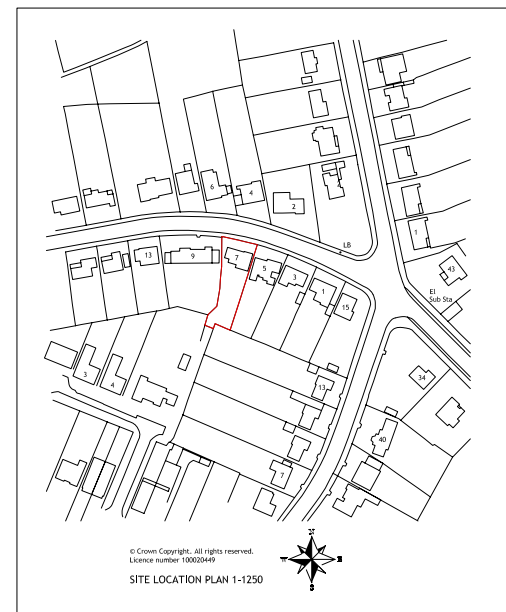 6
4
2
LB
1
43
El
Sub Sta
13
9
7
5
3
1
15
3
4
34
13
40
7
N
W
E
S
© Crown Copyright. All rights reserved.
Licence number 100020449
SITE LOCATION PLAN 1-1250